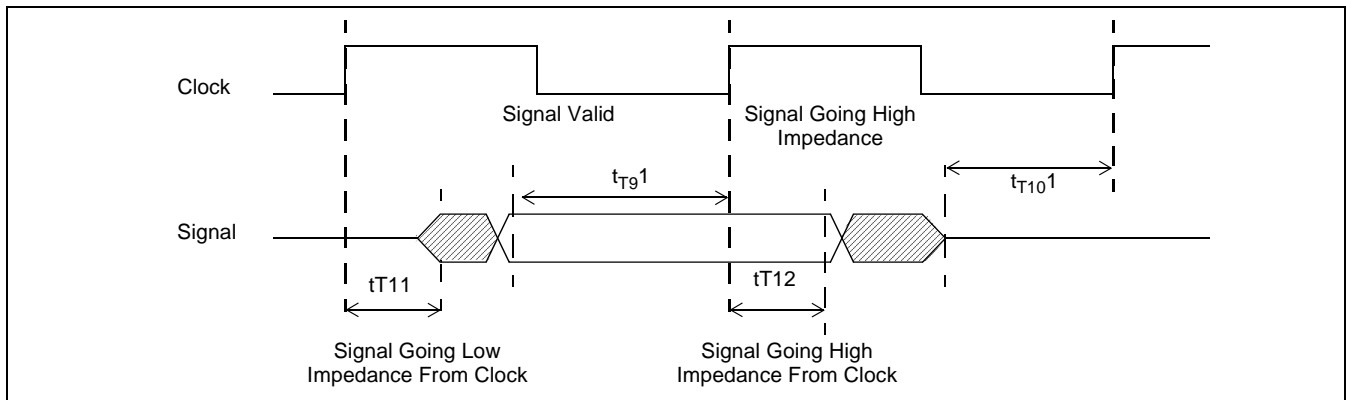 Clock
Signal Valid
Signal Going High
Impedance
tT91
tT101
Signal
tT11
tT12
Signal Going Low
Impedance From Clock
Signal Going High
Impedance From Clock